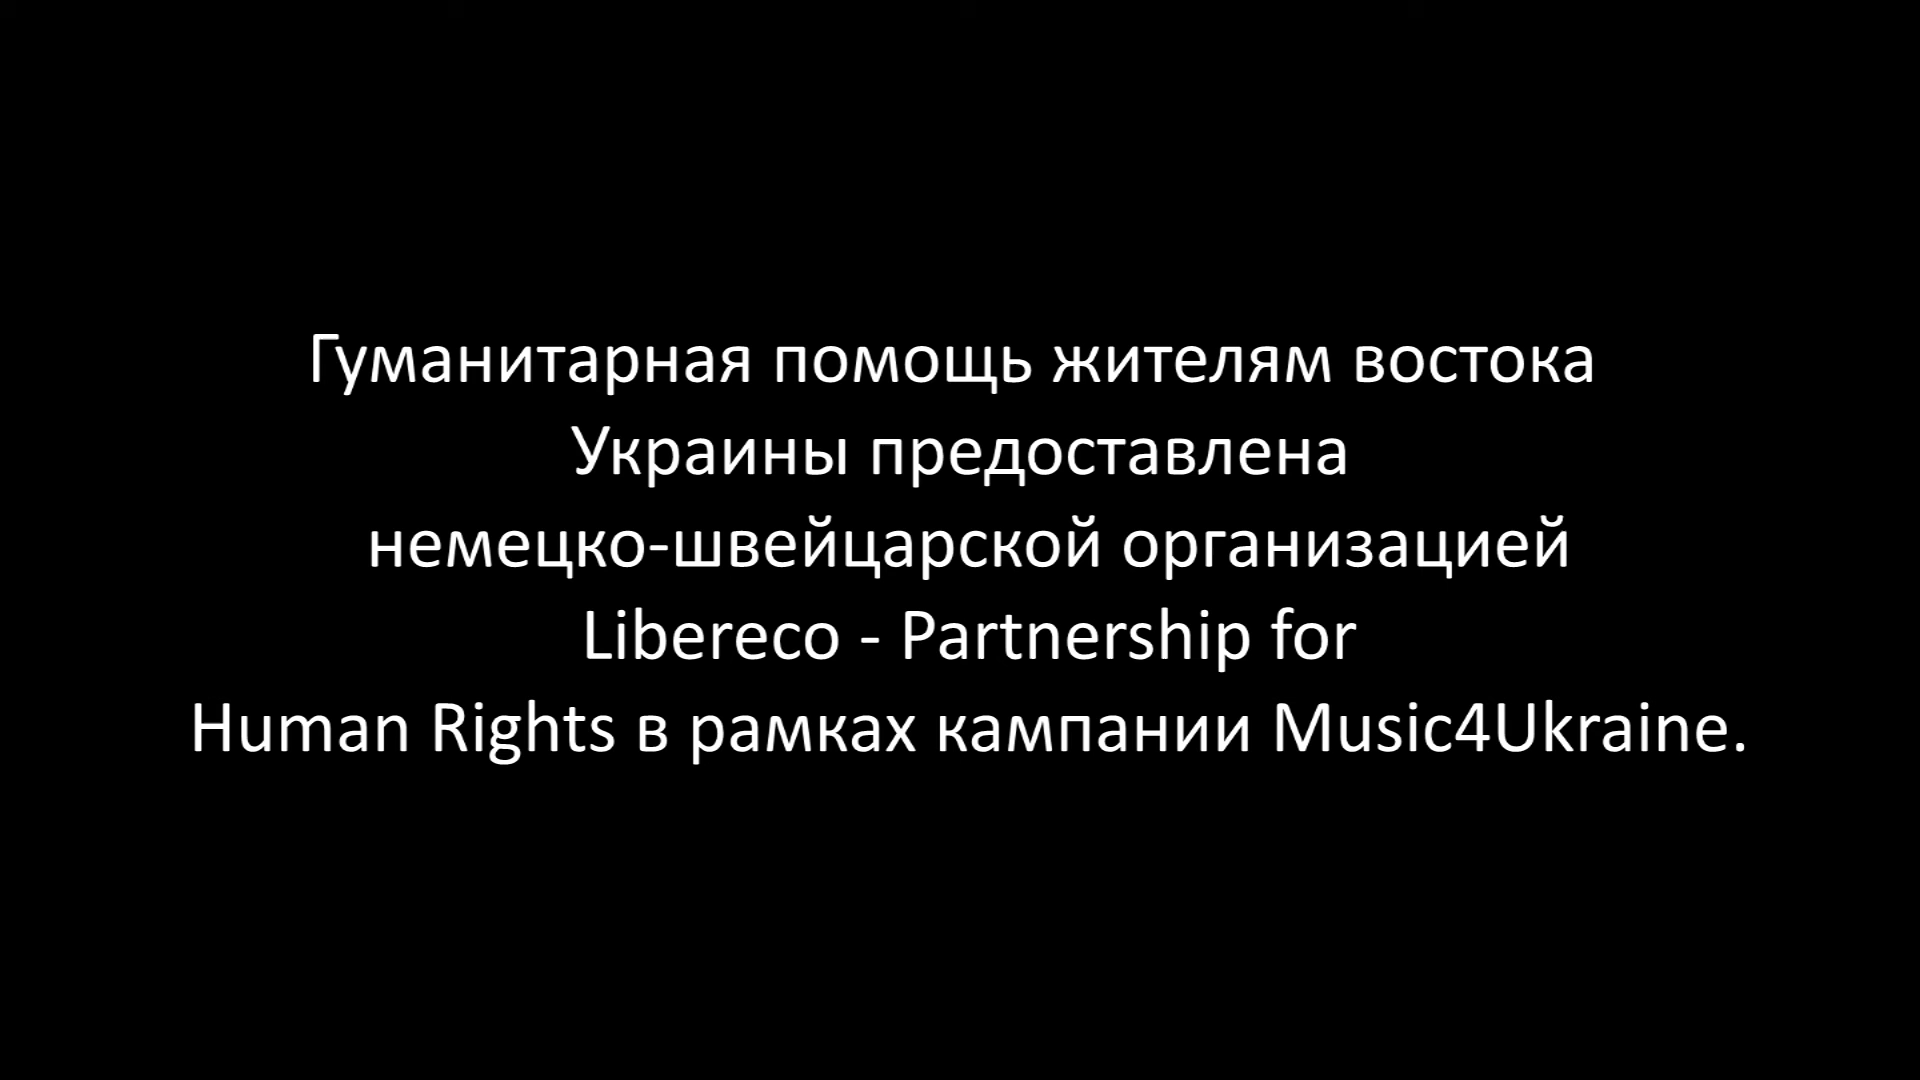 Гуманитарная помощь жителям востока
Украины предоставлена
немецко-швейцарской организацией
Libereco - Partnership for
Human Rights в рамках кампании Music4Ukraine.